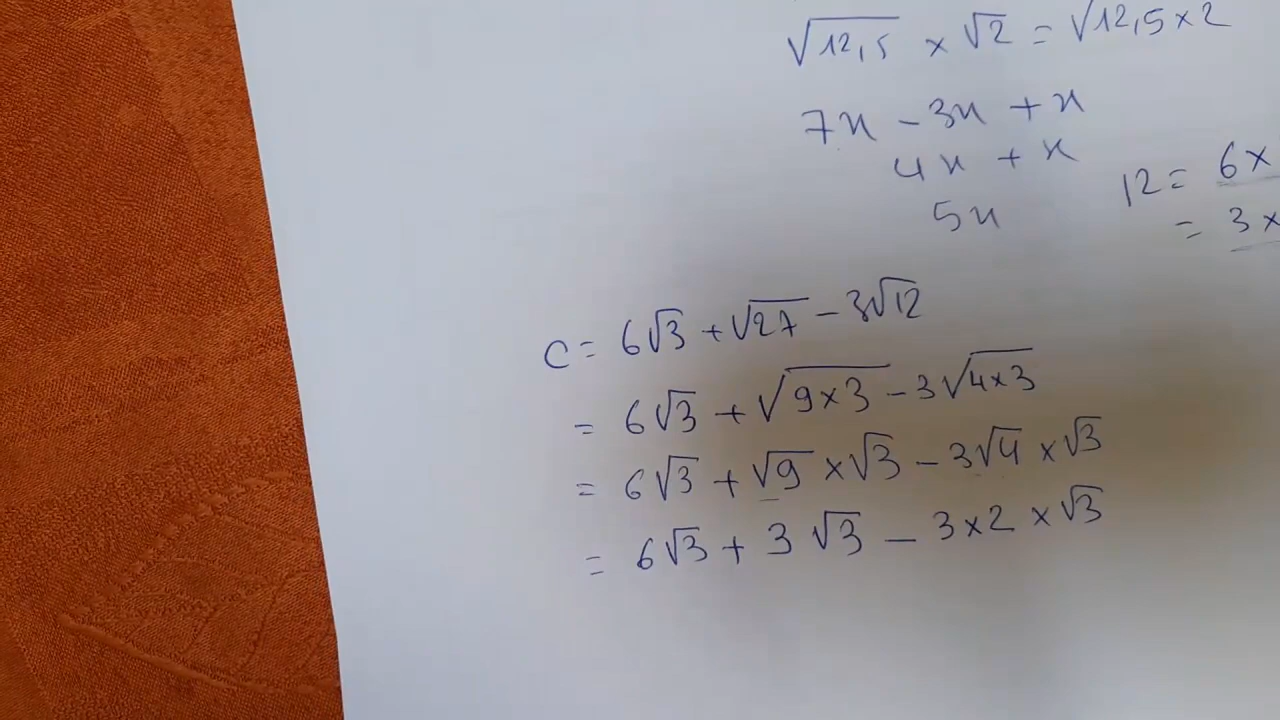 √12,5 × √2 = √12,5×2
7x - 3x + x
4x + x
5x
12 = 6×
= 3×
C = 6√3 + √27 - 3√12
= 6√3 + √9×3 - 3√4×3
= 6√3 + √9 × √3 - 3√4 × √3
= 6√3 + 3√3 - 3×2×√3